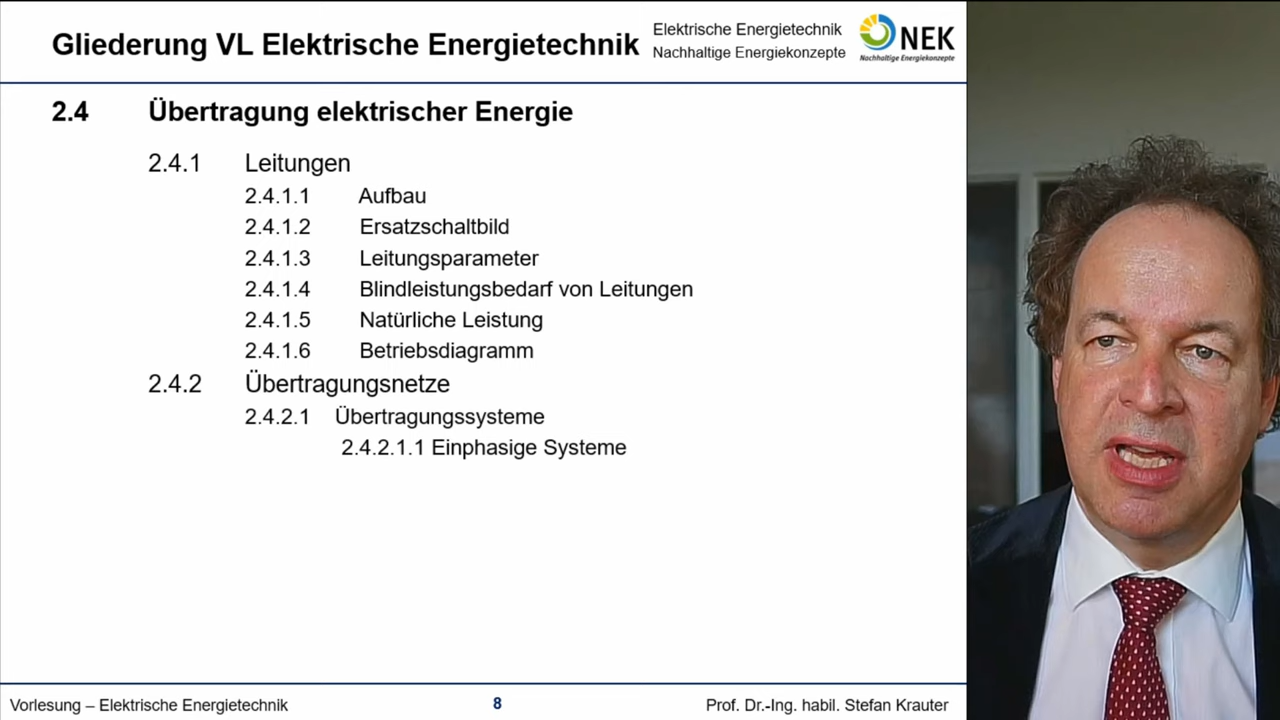 Gliederung VL Elektrische Energietechnik
Elektrische Energietechnik
Nachhaltige Energiekonzepte
NEK
Nachhaltige Energiekonzepte
2.4 Übertragung elektrischer Energie
2.4.1 Leitungen
2.4.1.1 Aufbau
2.4.1.2 Ersatzschaltbild
2.4.1.3 Leitungsparameter
2.4.1.4 Blindleistungsbedarf von Leitungen
2.4.1.5 Natürliche Leistung
2.4.1.6 Betriebsdiagramm
2.4.2 Übertragungsnetze
2.4.2.1 Übertragungssysteme
2.4.2.1.1 Einphasige Systeme
Vorlesung – Elektrische Energietechnik
8
Prof. Dr.-Ing. habil. Stefan Krauter